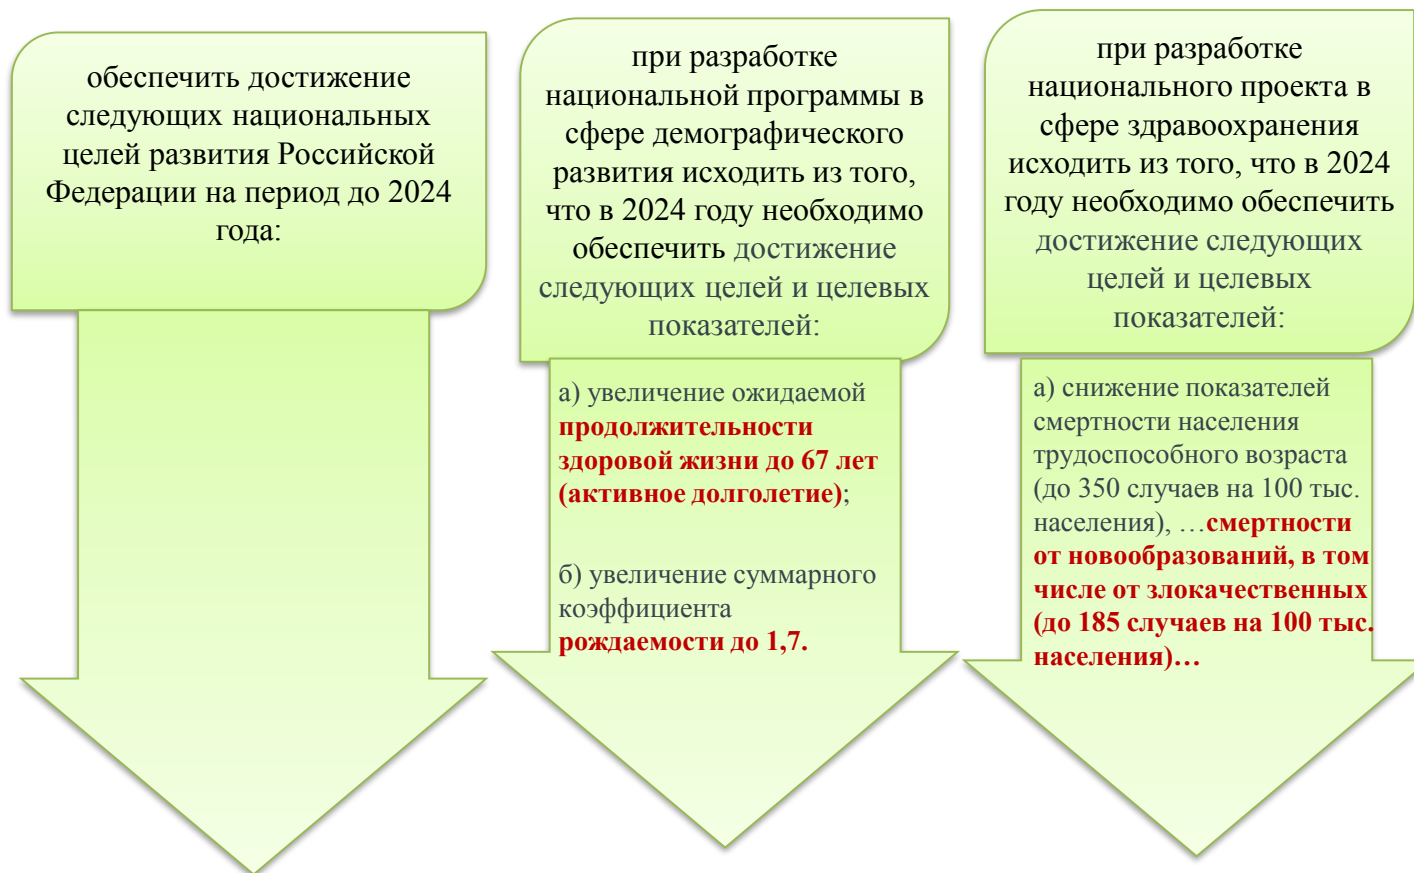 обеспечить достижение
следующих национальных
целей развития Российской
Федерации на период до 2024
года:
при разработке
национальной программы в
сфере демографического
развития исходить из того,
что в 2024 году необходимо
обеспечить достижение
следующих целей и целевых
показателей:
а) увеличение ожидаемой
продолжительности
здоровой жизни до 67 лет
(активное долголетие);
б) увеличение суммарного
коэффициента
рождаемости до 1,7.
при разработке
национального проекта в
сфере здравоохранения
исходить из того, что в 2024
году необходимо обеспечить
достижение следующих
целей и целевых
показателей:
а) снижение показателей
смертности населения
трудоспособного возраста
(до 350 случаев на 100 тыс.
населения), …смертности
от новообразований, в том
числе от злокачественных
(до 185 случаев на 100 тыс.
населения)…